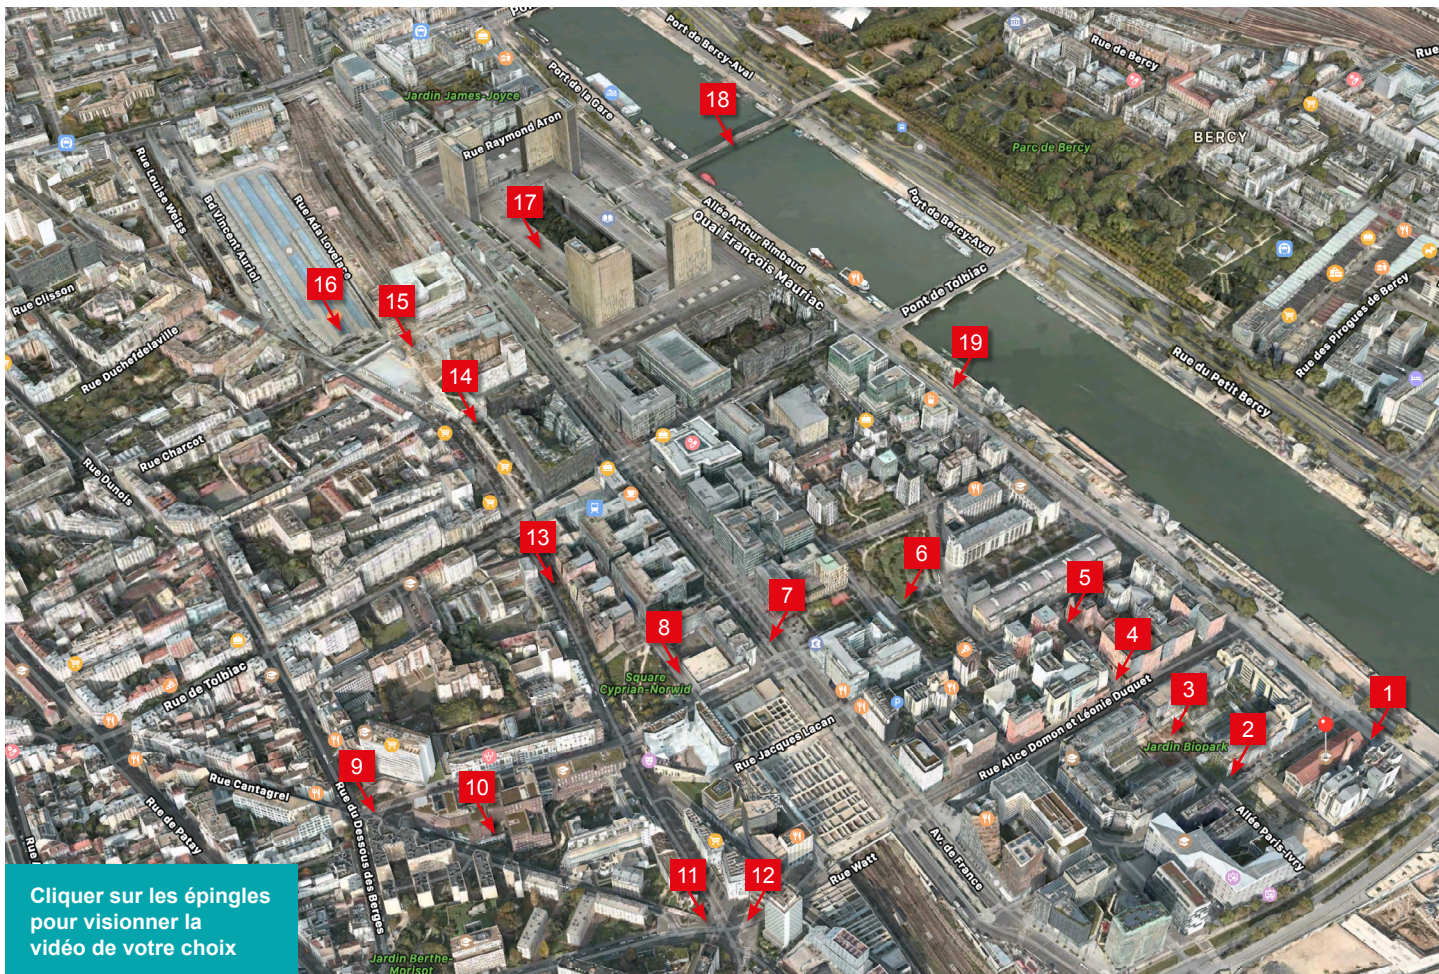 Port de Bercy-Aval
Rue de Bercy
Port de la Gare
Jardin James-Joyce
18
BERCY
Rue Raymond Aron
Parc de Bercy
Rue Louise Weiss
17
Allée Arthur Rimbaud
Port de Bercy-Aval
Bd Vincent Auriol
Rue Ada Lovelace
Quai François Mauriac
Pont de Tolbiac
Rue Clisson
16
15
Rue des Pirogues de Bercy
Rue Duchefdelaville
19
Rue du Petit Bercy
14
Rue Charcot
Rue Dunois
13
6
5
7
8
4
Square
Cyprian-Norwid
Rue de Tolbiac
3
1
Rue Alice Domon et Léonie Duquet
2
Jardin Biopark
Rue Jacques Lacan
9
Rue Cantagrel
10
Rue de Patay
Rue du Dessous des Berges
Allée Paris-Ivry
Av. de France
Rue Watt
11
12
Cliquer sur les épingles
pour visionner la
vidéo de votre choix
Jardin Berthe-
Morisot